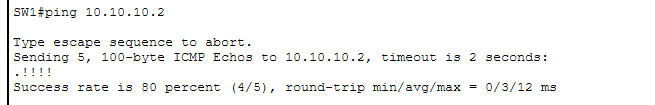 SW1#ping 10.10.10.2
Type escape sequence to abort.
Sending 5, 100-byte ICMP Echos to 10.10.10.2, timeout is 2 seconds:
.!!!!
Success rate is 80 percent (4/5), round-trip min/avg/max = 0/3/12 ms